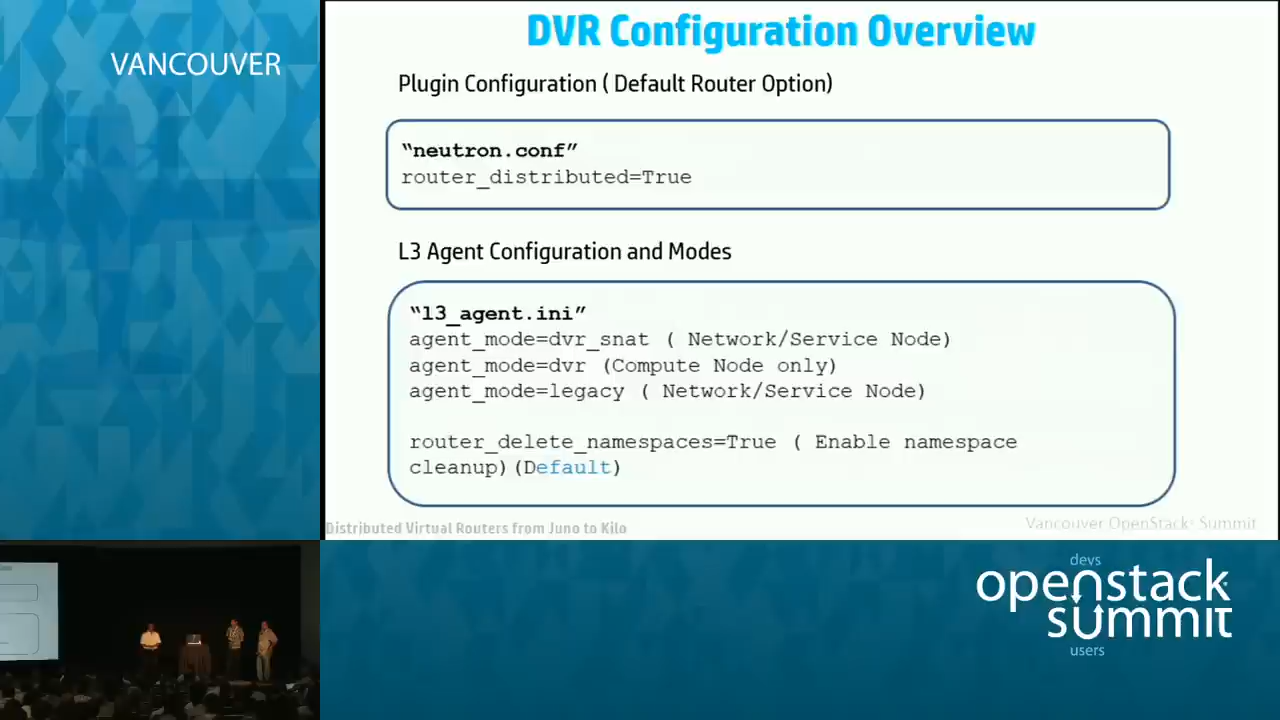 VANCOUVER
DVR Configuration Overview
Plugin Configuration ( Default Router Option)
“neutron.conf”
router_distributed=True
L3 Agent Configuration and Modes
“l3_agent.ini”
agent_mode=dvr_snat ( Network/Service Node)
agent_mode=dvr (Compute Node only)
agent_mode=legacy ( Network/Service Node)
router_delete_namespaces=True ( Enable namespace
cleanup)(Default)
Distributed Virtual Routers from Juno to Kilo
Vancouver OpenStack Summit
devs
openstack
summit
users